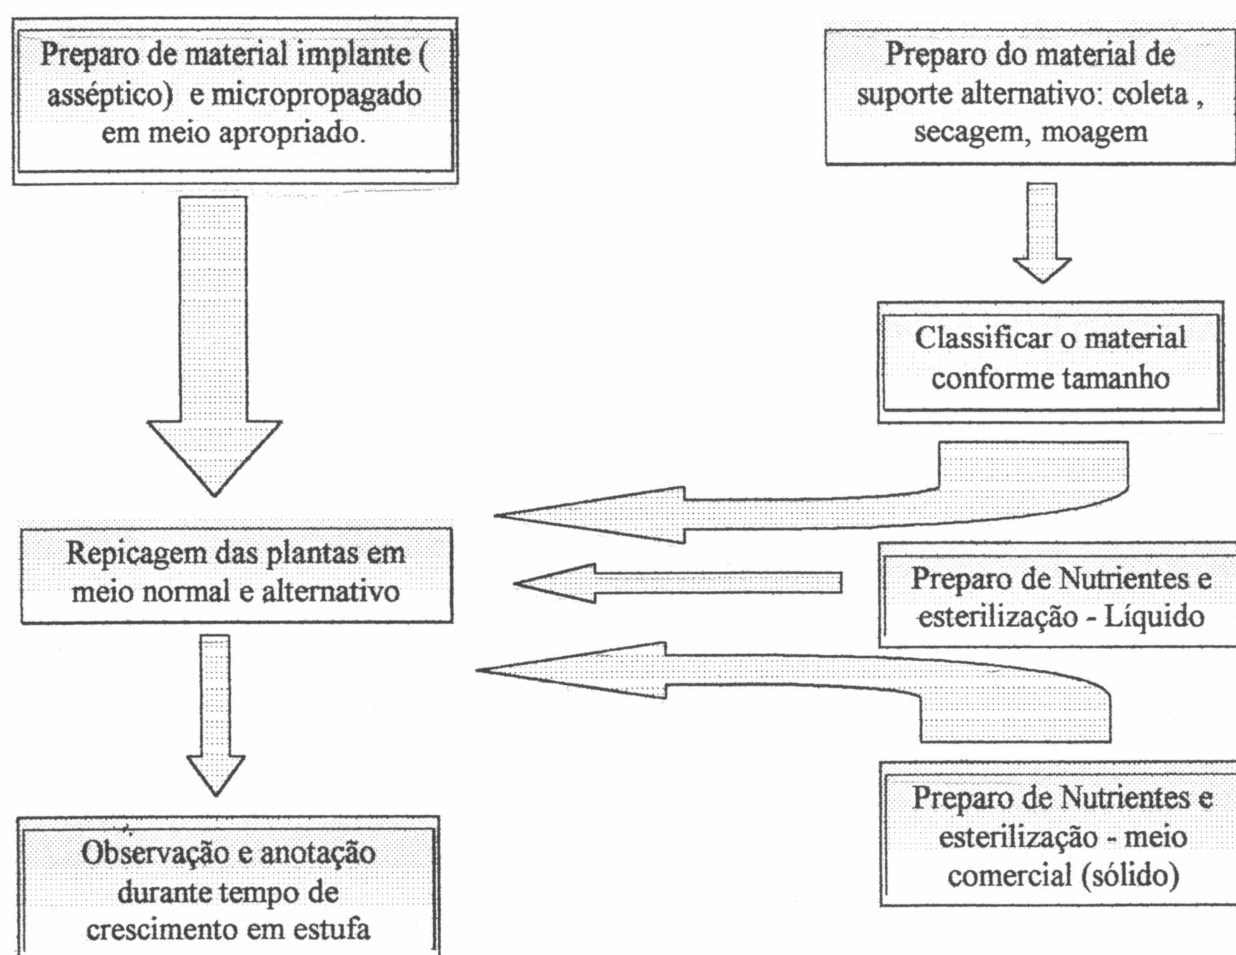 Preparo de material implante (
asséptico) e micropropagado
em meio apropriado.
Preparo do material de
suporte alternativo: coleta ,
secagem, moagem
Classificar o material
conforme tamanho
Repicagem das plantas em
meio normal e alternativo
Preparo de Nutrientes e
esterilização - Líquido
Preparo de Nutrientes e
esterilização - meio
comercial (sólido)
Observação e anotação
durante tempo de
crescimento em estufa